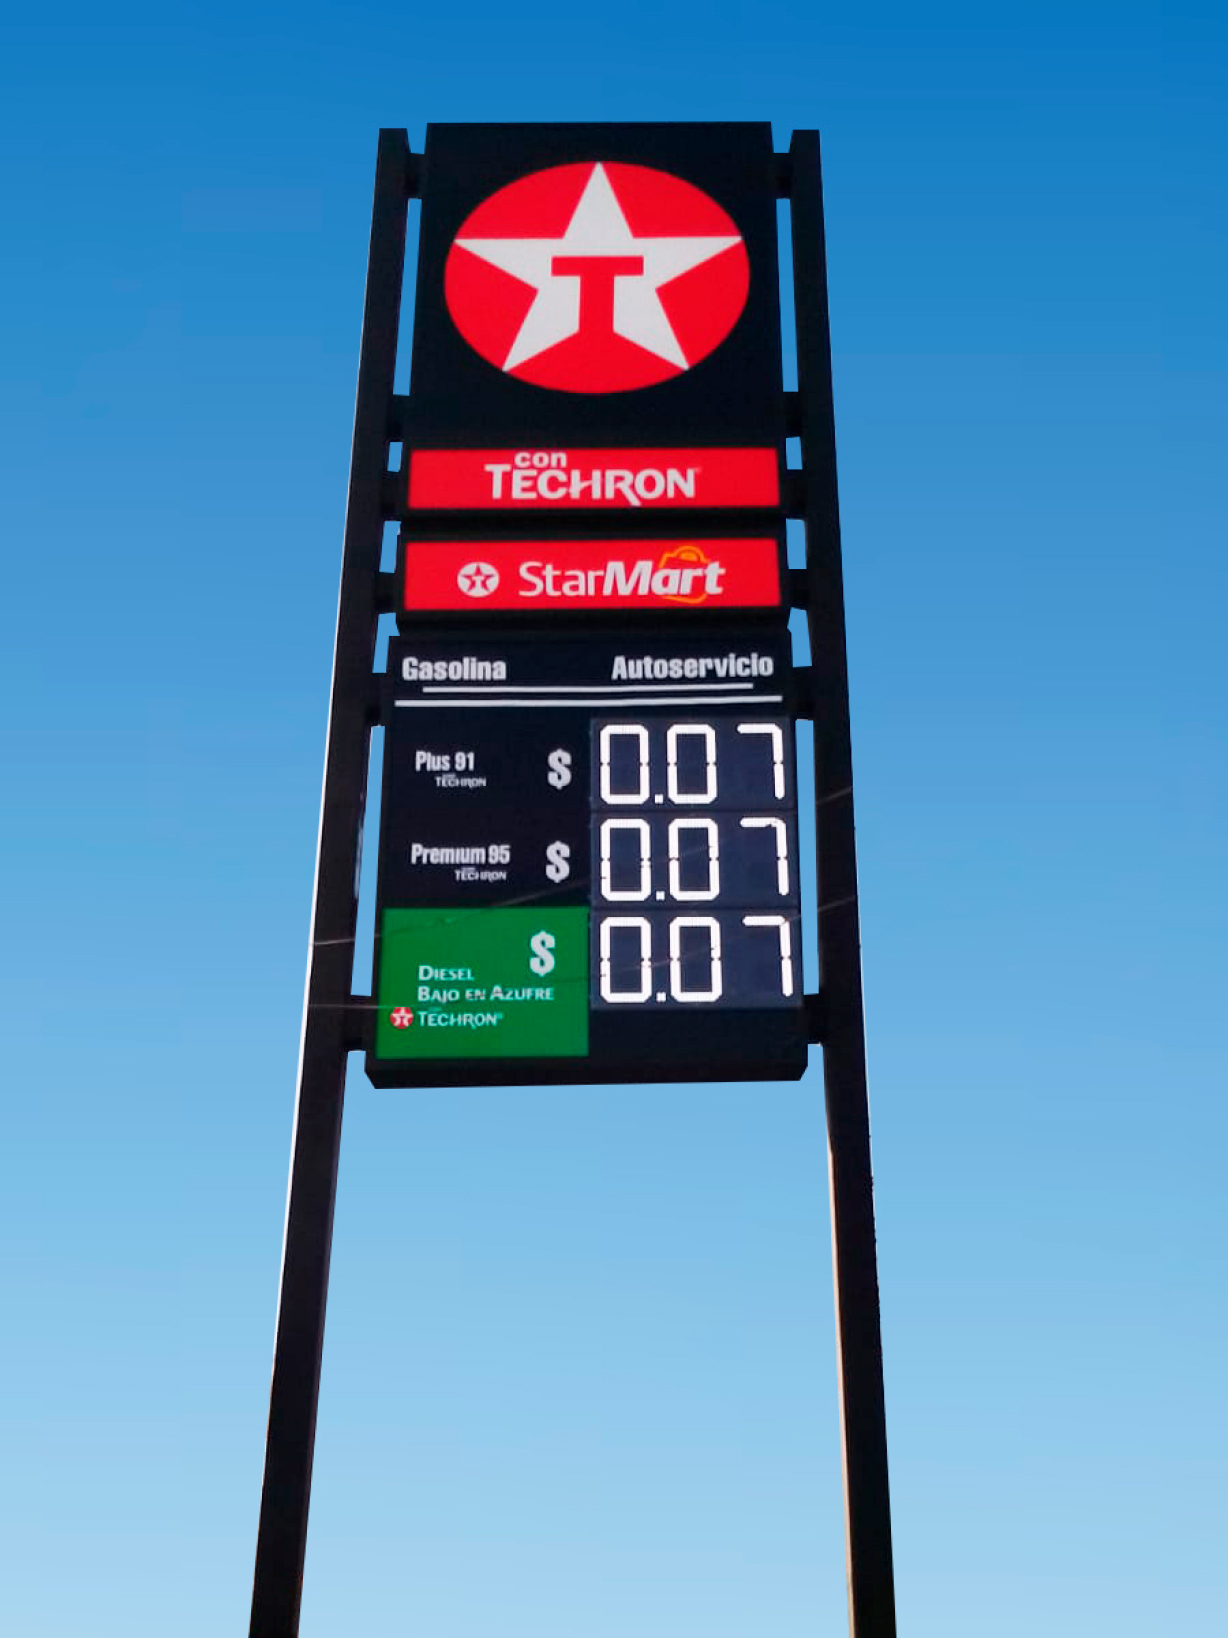 T
con
TECHRON
StarMart
Gasolina Autoservicio
Plus 91 $ 0.07
TECHRON
Premium 95 $ 0.07
TECHRON
$ 0.07
DIESEL
BAJO EN AZUFRE
TECHRON